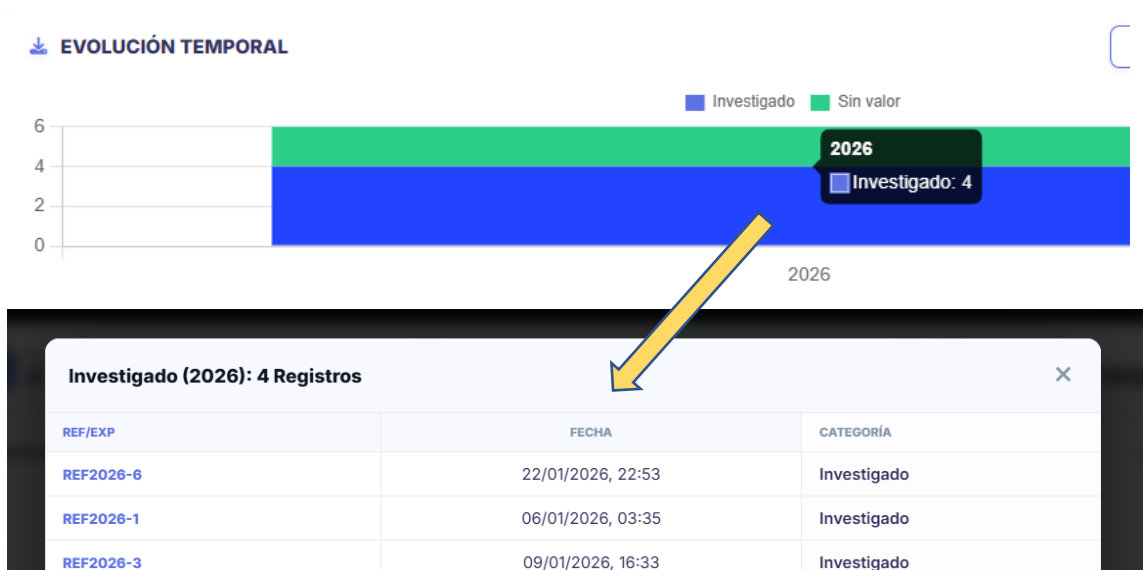 EVOLUCIÓN TEMPORAL
Investigado Sin valor
6
4
2
0
2026
Investigado: 4
2026
Investigado (2026): 4 Registros
REF/EXP FECHA CATEGORÍA
REF2026-6 22/01/2026, 22:53 Investigado
REF2026-1 06/01/2026, 03:35 Investigado
REF2026-3 09/01/2026, 16:33 Investigado